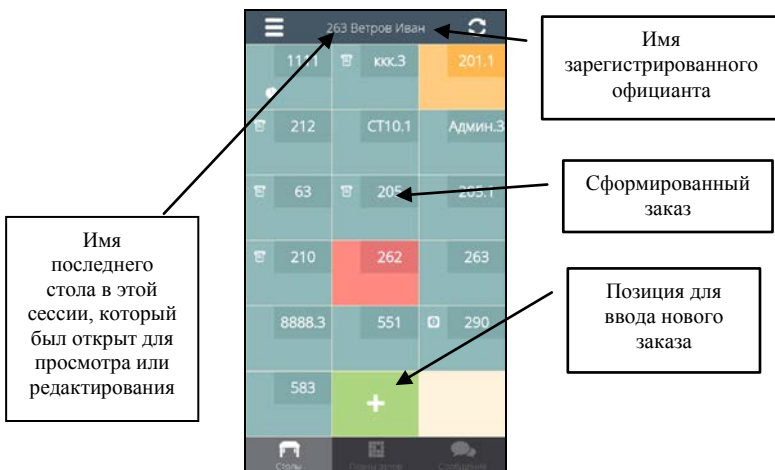 263 Ветров Иван
1111 ккк.3 201.1
212 СТ10.1 Админ.3
63 205 205.1
210 262 263
8888.3 551 290
583
Столы
Сообщения
Имя
зарегистрированного
официанта
Сформированный
заказ
Позиция для
ввода нового
заказа
Имя
последнего
стола в этой
сессии, который
был открыт для
просмотра или
редактирования